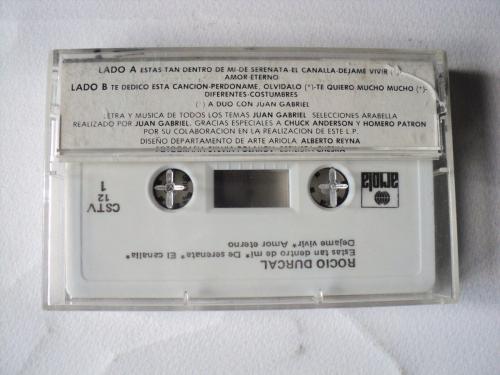 LADO A ESTAS TAN DENTRO DE MI-DE SERENATA-EL CANALLA-DEJAME VIVIR (*)-
AMOR ETERNO
LADO B TE DEDICO ESTA CANCION-PERDONAME, OLVIDALO (*)-TE QUIERO MUCHO MUCHO (*)-
DIFERENTES-COSTUMBRES
(*) A DUO CON JUAN GABRIEL
LETRA Y MUSICA DE TODOS LOS TEMAS JUAN GABRIEL SELECCIONES ARABELLA
REALIZADO POR JUAN GABRIEL. GRACIAS ESPECIALES A CHUCK ANDERSON Y HOMERO PATRON
POR SU COLABORACION EN LA REALIZACION DE ESTE L.P.
DISEÑO DEPARTAMENTO DE ARTE ARIOLA: ALBERTO REYNA
ROCIO DURCAL
Estas tan dentro de mi* De serenata* El canalla*
Dejame vivir* Amor eterno
ariola
CSTV
12
1